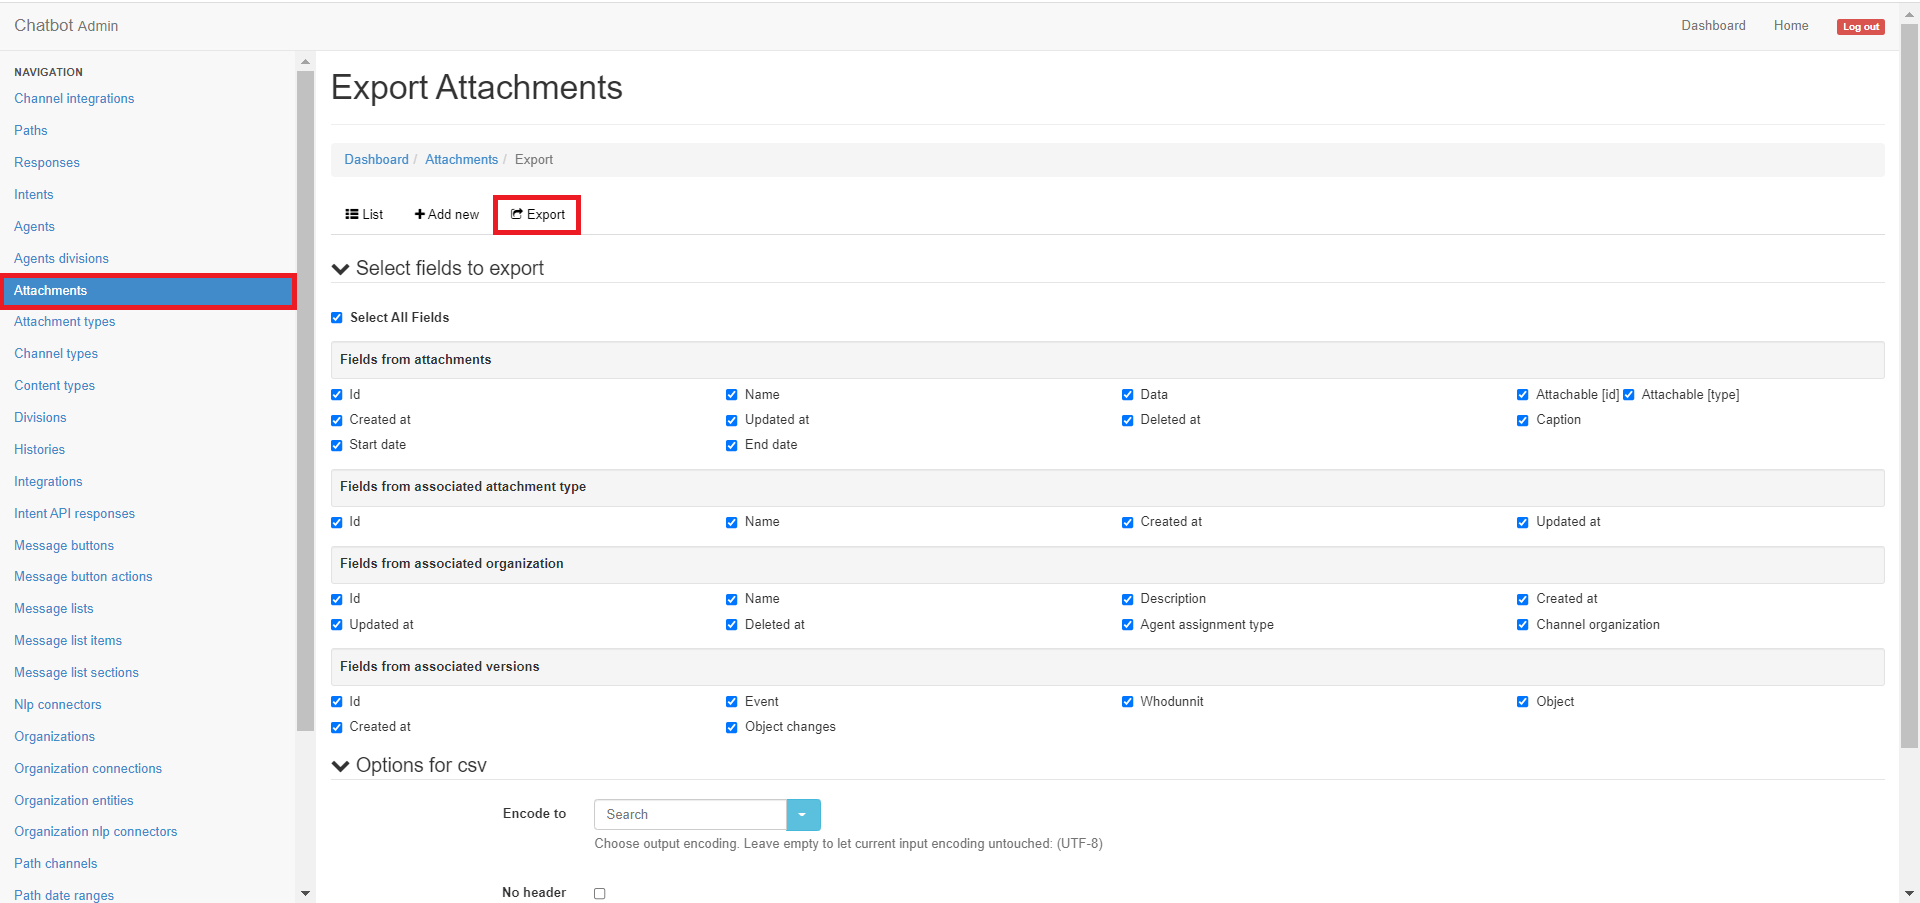 Chatbot Admin
Dashboard Home Log out
NAVIGATION
Channel integrations
Paths
Responses
Intents
Agents
Agents divisions
Attachments
Attachment types
Channel types
Content types
Divisions
Histories
Integrations
Intent API responses
Message buttons
Message button actions
Message lists
Message list items
Message list sections
Nlp connectors
Organizations
Organization connections
Organization entities
Organization nlp connectors
Path channels
Path date ranges
Export Attachments
Dashboard / Attachments / Export
List Add new Export
Select fields to export
Select All Fields
Fields from attachments
Id Name Data Attachable [id] Attachable [type]
Created at Updated at Deleted at Caption
Start date End date
Fields from associated attachment type
Id Name Created at Updated at
Fields from associated organization
Id Name Description Created at
Updated at Deleted at Agent assignment type Channel organization
Fields from associated versions
Id Event Whodunnit Object
Created at Object changes
Options for csv
Encode to Search
Choose output encoding. Leave empty to let current input encoding untouched: (UTF-8)
No header